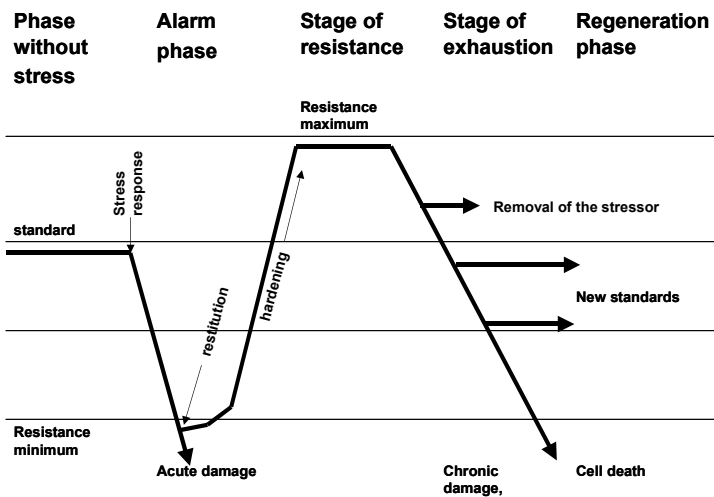 Phase
without
stress
Alarm
phase
Stage of
resistance
Stage of
exhaustion
Regeneration
phase
Resistance
maximum
Stress
response
Removal of the stressor
standard
hardening
restitution
New standards
Resistance
minimum
Acute damage
Chronic
damage,
Cell death